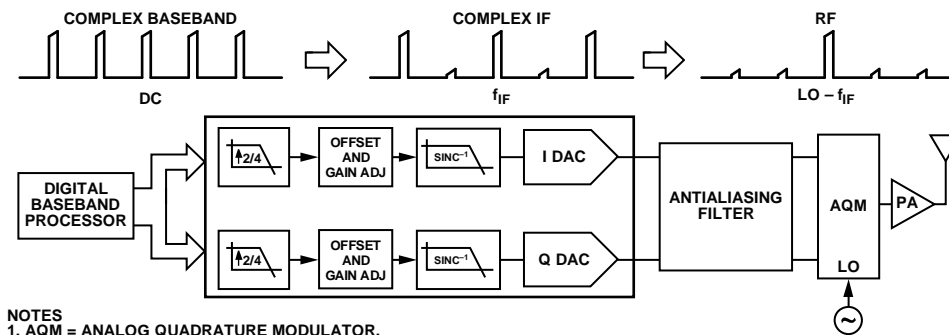 COMPLEX BASEBAND
COMPLEX IF
RF
DC
fIF
LO – fIF
DIGITAL
BASEBAND
PROCESSOR
2/4
OFFSET
AND
GAIN ADJ
SINC–1
I DAC
2/4
OFFSET
AND
GAIN ADJ
SINC–1
Q DAC
ANTIALIASING
FILTER
AQM
LO
PA
NOTES
1. AQM = ANALOG QUADRATURE MODULATOR.